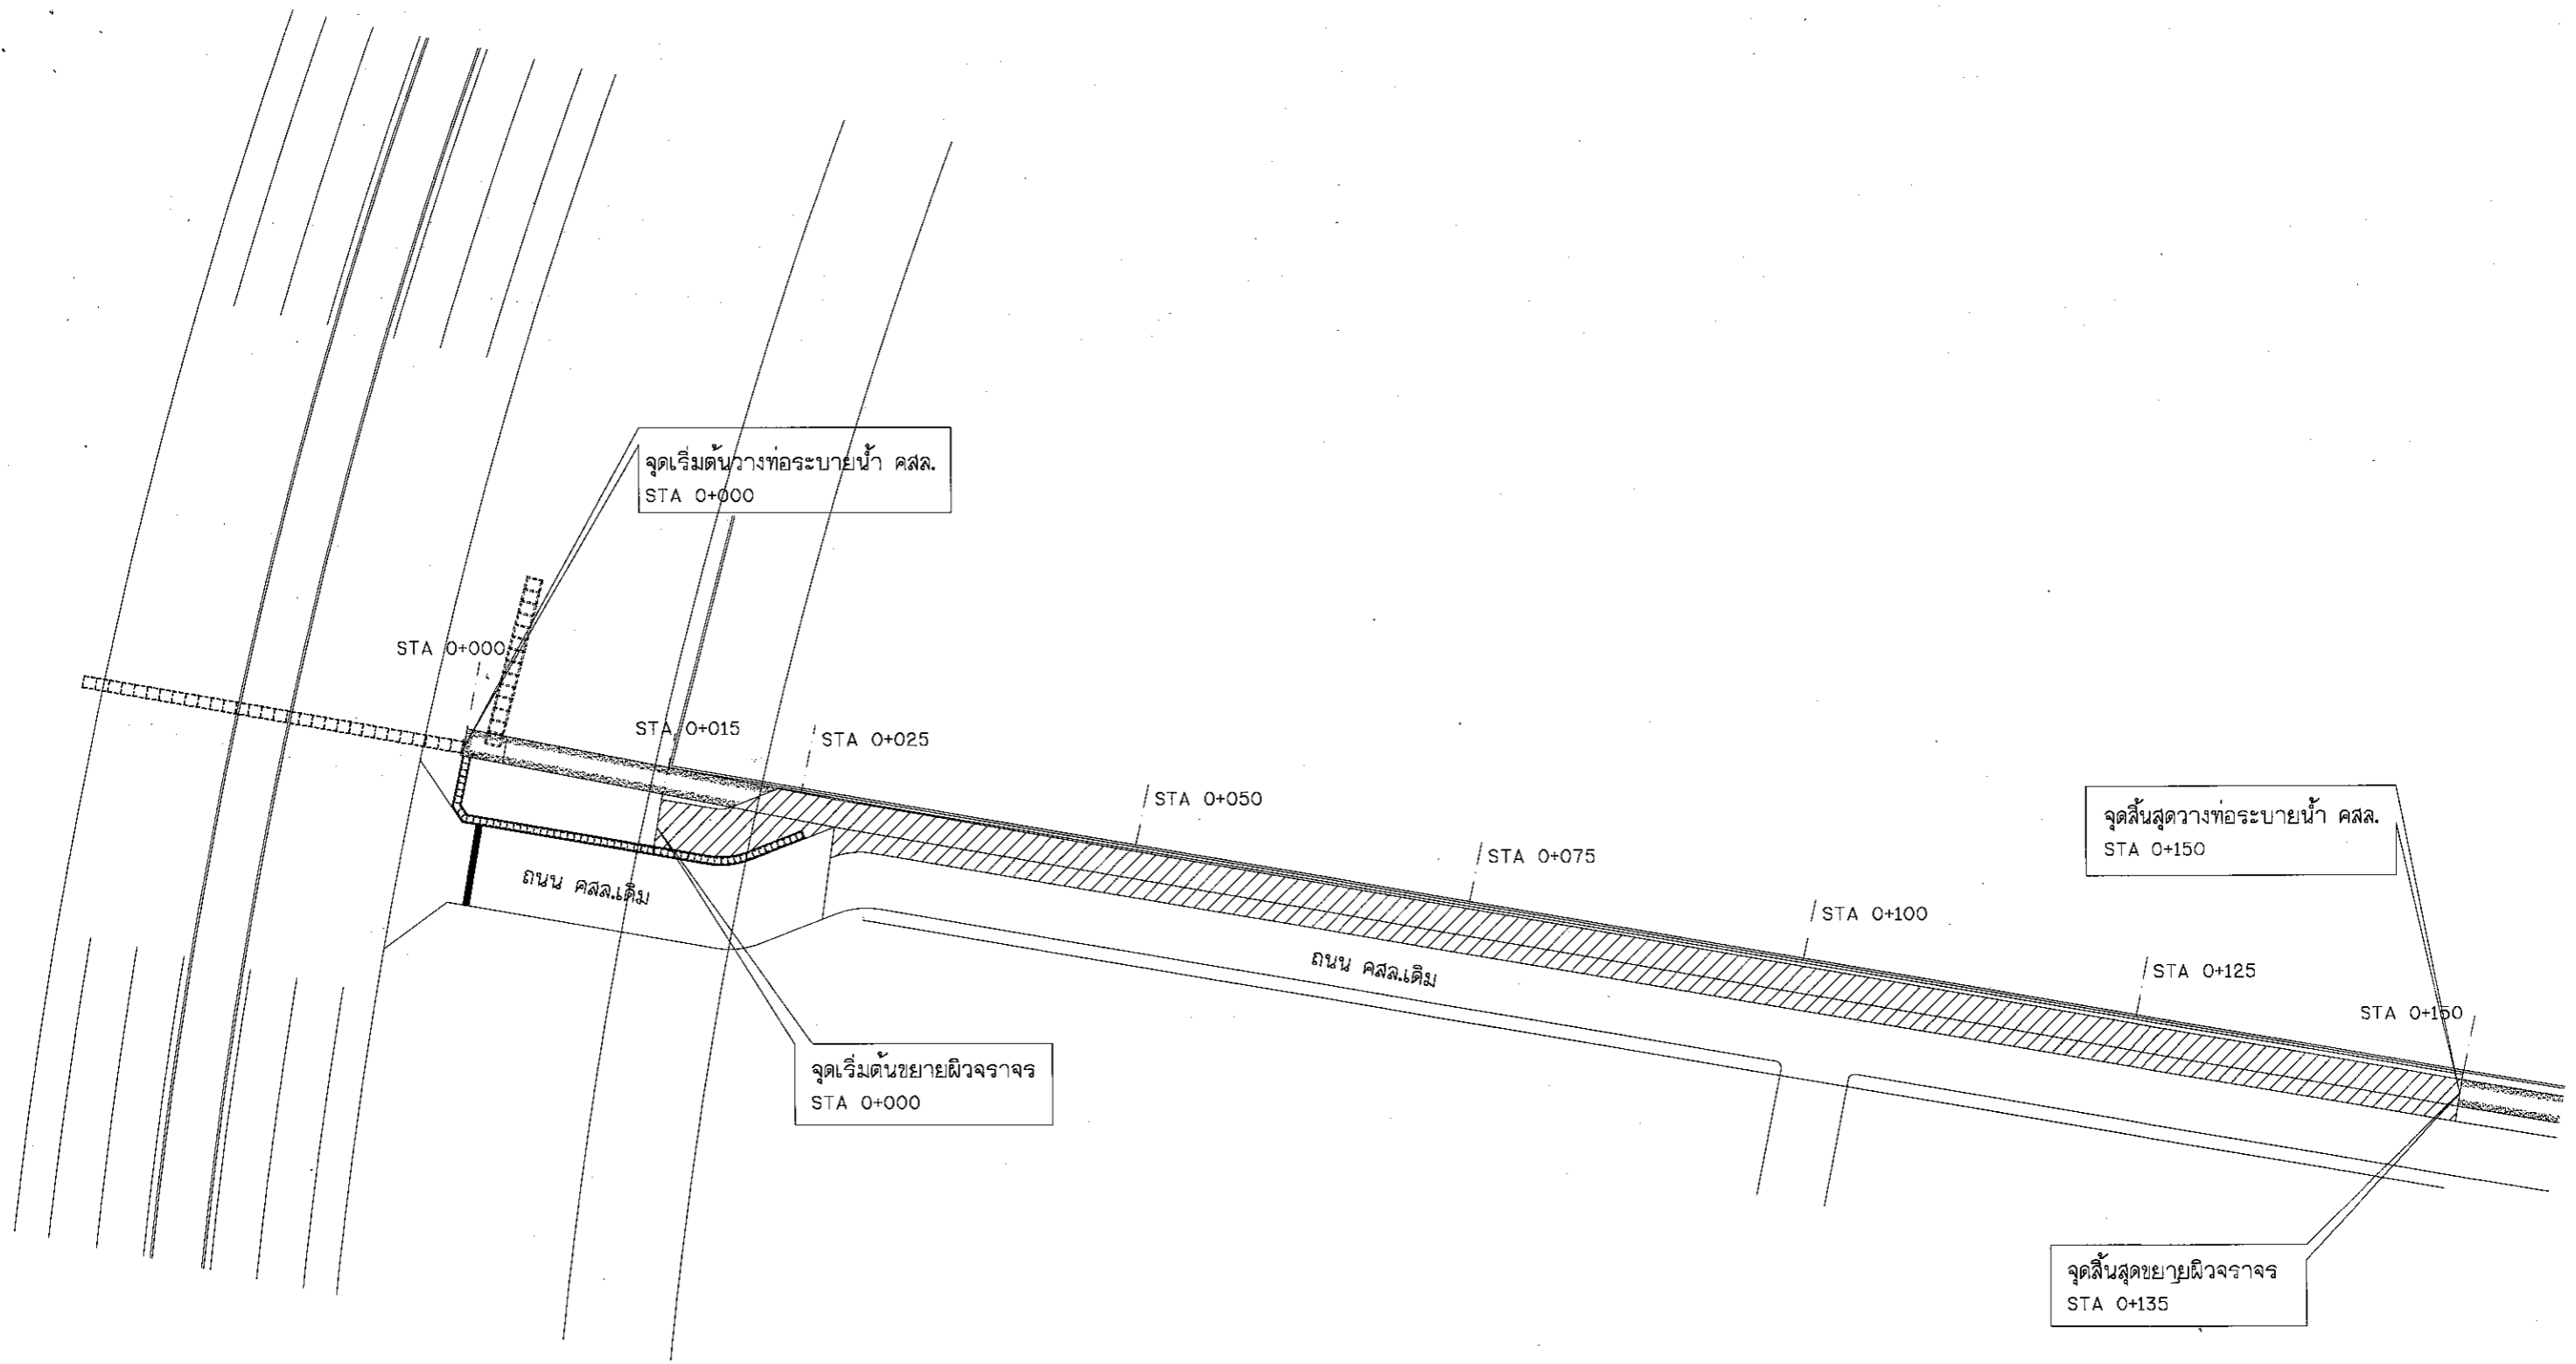 จุดเริ่มต้นวางท่อระบายน้ำ คสล.
STA 0+000
STA 0+000
STA 0+015
STA 0+025
STA 0+050
STA 0+075
STA 0+100
STA 0+125
STA 0+150
จุดสิ้นสุดวางท่อระบายน้ำ คสล.
STA 0+150
ถนน คสล.เดิม
ถนน คสล.เดิม
จุดเริ่มต้นขยายผิวจราจร
STA 0+000
จุดสิ้นสุดขยายผิวจราจร
STA 0+135